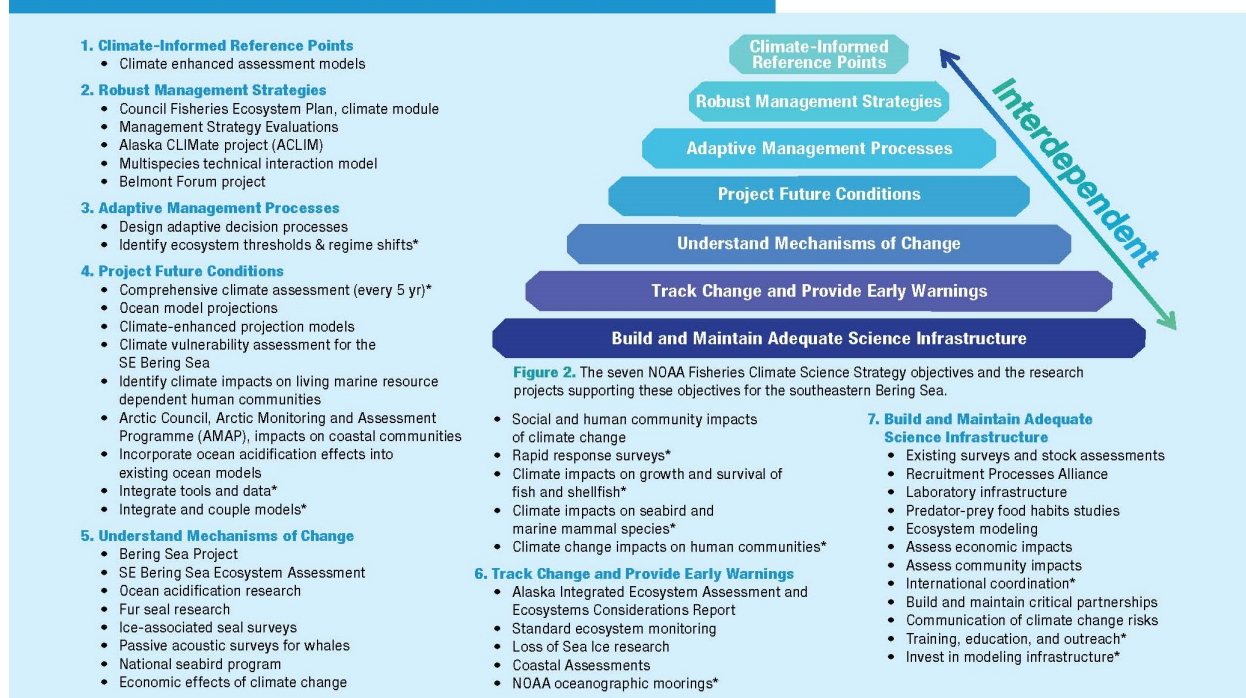 1. Climate-Informed Reference Points
• Climate enhanced assessment models
2. Robust Management Strategies
• Council Fisheries Ecosystem Plan, climate module
• Management Strategy Evaluations
• Alaska CLIMate project (ACLIM)
• Multispecies technical interaction model
• Belmont Forum project
3. Adaptive Management Processes
• Design adaptive decision processes
• Identify ecosystem thresholds & regime shifts*
4. Project Future Conditions
• Comprehensive climate assessment (every 5 yr)*
• Ocean model projections
• Climate-enhanced projection models
• Climate vulnerability assessment for the
SE Bering Sea
• Identify climate impacts on living marine resource
dependent human communities
• Arctic Council, Arctic Monitoring and Assessment
Programme (AMAP), impacts on coastal communities
• Incorporate ocean acidification effects into
existing ocean models
• Integrate tools and data*
• Integrate and couple models*
5. Understand Mechanisms of Change
• Bering Sea Project
• SE Bering Sea Ecosystem Assessment
• Ocean acidification research
• Fur seal research
• Ice-associated seal surveys
• Passive acoustic surveys for whales
• National seabird program
• Economic effects of climate change
Climate-Informed
Reference Points
Robust Management Strategies
Adaptive Management Processes
Project Future Conditions
Understand Mechanisms of Change
Track Change and Provide Early Warnings
Build and Maintain Adequate Science Infrastructure
Interdependent
Figure 2. The seven NOAA Fisheries Climate Science Strategy objectives and the research
projects supporting these objectives for the southeastern Bering Sea.
• Social and human community impacts
of climate change
• Rapid response surveys*
• Climate impacts on growth and survival of
fish and shellfish*
• Climate impacts on seabird and
marine mammal species*
• Climate change impacts on human communities*
6. Track Change and Provide Early Warnings
• Alaska Integrated Ecosystem Assessment and
Ecosystems Considerations Report
• Standard ecosystem monitoring
• Loss of Sea Ice research
• Coastal Assessments
• NOAA oceanographic moorings*
7. Build and Maintain Adequate
Science Infrastructure
• Existing surveys and stock assessments
• Recruitment Processes Alliance
• Laboratory infrastructure
• Predator-prey food habits studies
• Ecosystem modeling
• Assess economic impacts
• Assess community impacts
• International coordination*
• Build and maintain critical partnerships
• Communication of climate change risks
• Training, education, and outreach*
• Invest in modeling infrastructure*